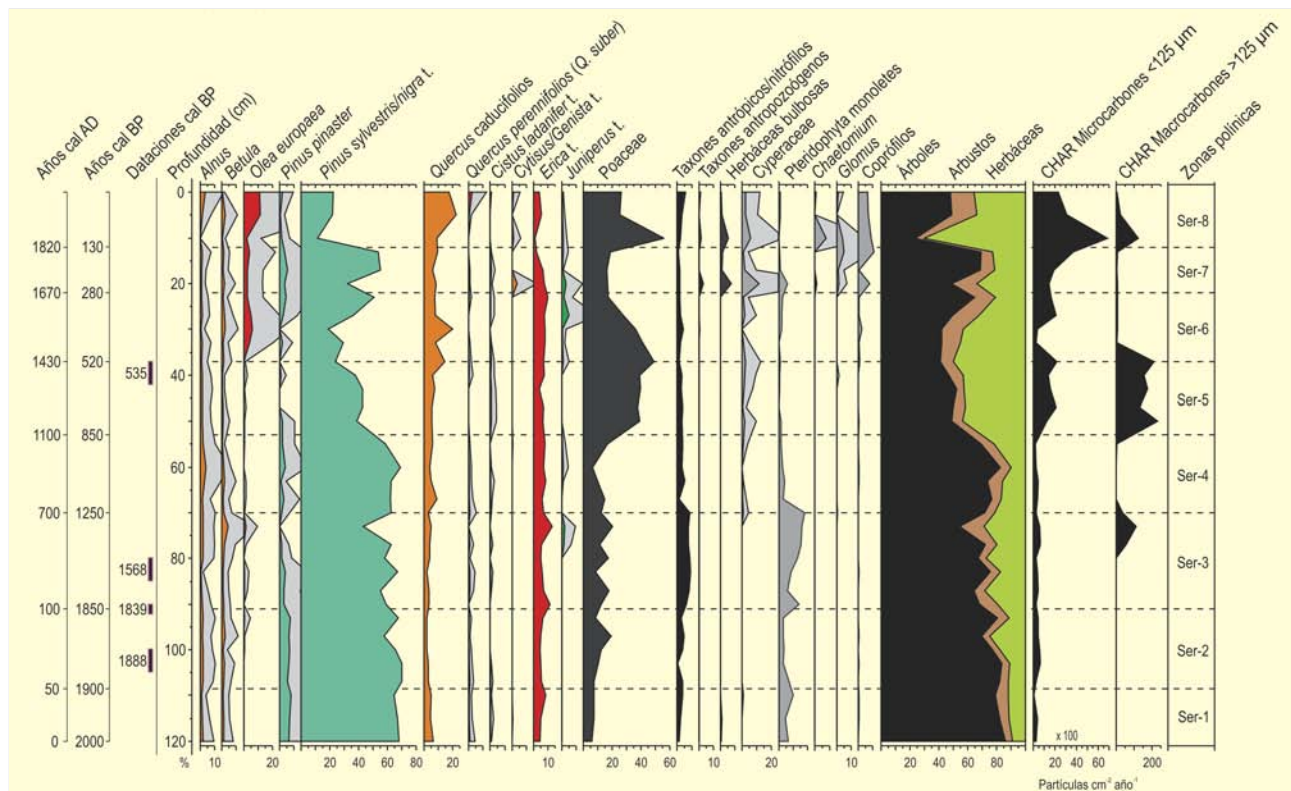 Años cal AD
Años cal BP
Dataciones cal BP
Profundidad (cm)
Alnus
Betula
Olea europaea
Pinus pinaster
Pinus sylvestris/nigra t.
Quercus caducifolios
Quercus perennifolios (Q. suber)
Cistus ladanifer t.
Cytisus/Genista t.
Erica t.
Juniperus t.
Poaceae
Taxones antrópicos/nitrófilos
Taxones antropozoógenos
Herbáceas bulbosas
Cyperaceae
Pteridophyta monoletes
Chaetomium
Glomus
Coprófilos
Árboles
Arbustos
Herbáceas
CHAR Microcarbones <125 µm
CHAR Macrocarbones >125 µm
Zonas polínicas
0
Ser-8
1820 130
20
Ser-7
1670 280
Ser-6
1430 520
535
40
Ser-5
1100 850
60
Ser-4
700 1250
80
1568
Ser-3
100 1850 1839
100
1888
Ser-2
50 1900
Ser-1
0 2000 120
x 100
% 10 20 20 40 60 80 20 10 20 40 60 10 10 20 10 20 40 60 80 20 40 60 200
Partículas cm⁻² año⁻¹